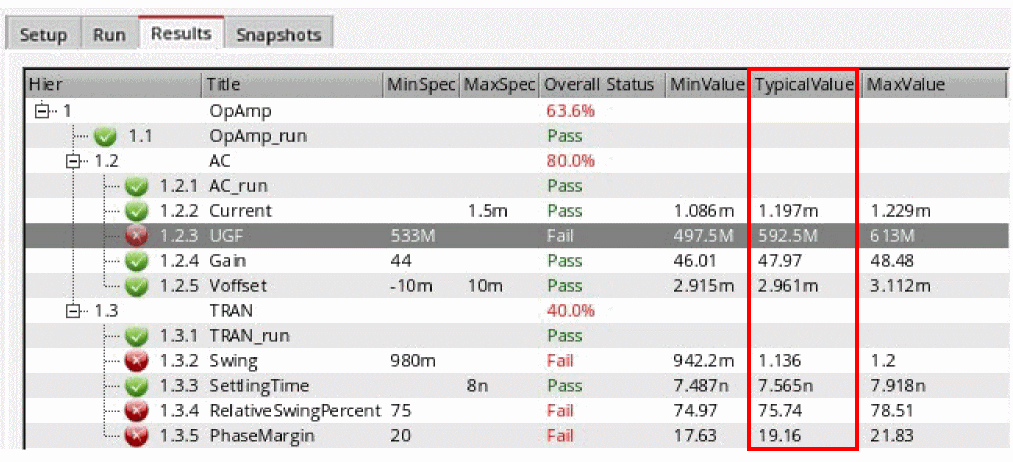 Setup Run Results Snapshots
Hier Title MinSpec MaxSpec Overall Status MinValue TypicalValue MaxValue
1 OpAmp 63.6%
1.1 OpAmp_run Pass
1.2 AC 80.0%
1.2.1 AC_run Pass
1.2.2 Current 1.5m Pass 1.086m 1.197m 1.229m
1.2.3 UGF 533M Fail 497.5M 592.5M 613M
1.2.4 Gain 44 Pass 46.01 47.97 48.48
1.2.5 Voffset -10m 10m Pass 2.915m 2.961m 3.112m
1.3 TRAN 40.0%
1.3.1 TRAN_run Pass
1.3.2 Swing 980m Fail 942.2m 1.136 1.2
1.3.3 SettlingTime 8n Pass 7.487n 7.565n 7.918n
1.3.4 RelativeSwingPercent 75 Fail 74.97 75.74 78.51
1.3.5 PhaseMargin 20 Fail 17.63 19.16 21.83